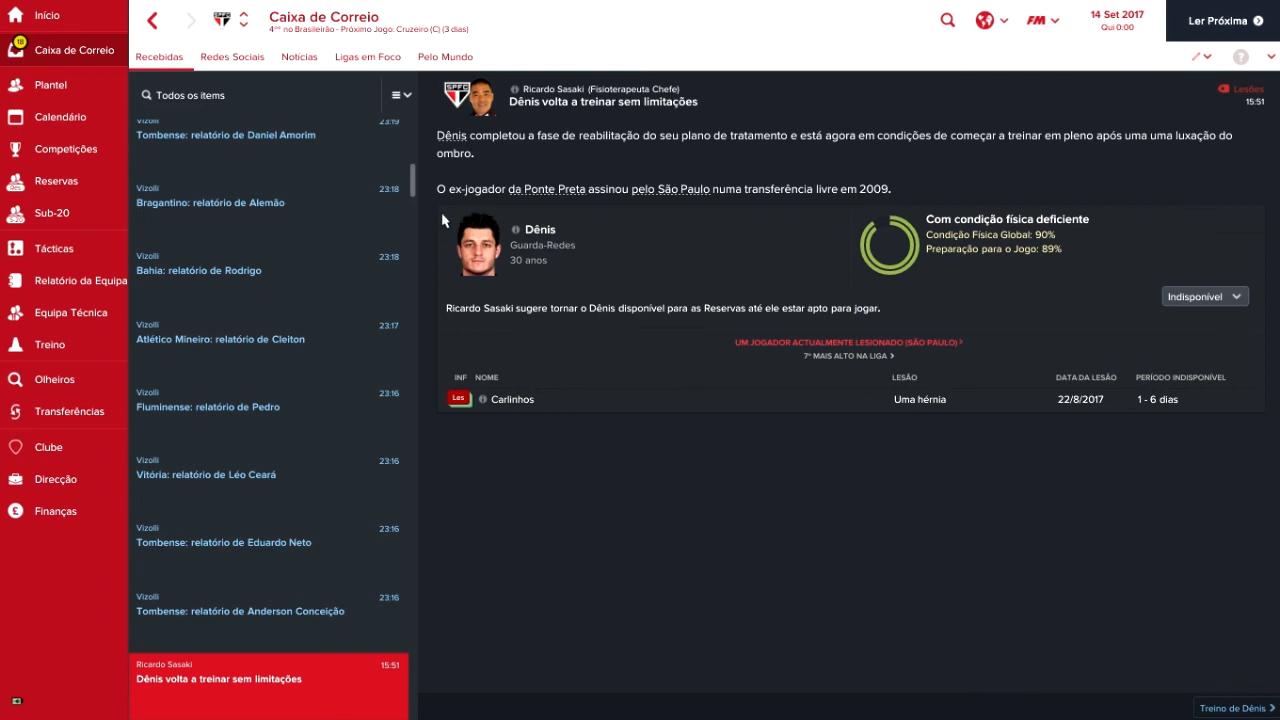 Início
18
Caixa de Correio
Plantel
Calendário
Competições
Reservas
Sub-20
Tácticas
Relatório da Equipa
Equipa Técnica
Treino
Olheiros
Transferências
Clube
Direcção
Finanças
Caixa de Correio
4º no Brasileirão - Próximo Jogo: Cruzeiro (C) (3 dias)
FM
14 Set 2017
Qui 0:00
Ler Próxima
Recebidas
Redes Sociais
Notícias
Ligas em Foco
Pelo Mundo
Todos os items
Vizolli 23:19
Tombense: relatório de Daniel Amorim
Vizolli 23:18
Bragantino: relatório de Alemão
Vizolli 23:18
Bahia: relatório de Rodrigo
Vizolli 23:17
Atlético Mineiro: relatório de Cleiton
Vizolli 23:16
Fluminense: relatório de Pedro
Vizolli 23:16
Vitória: relatório de Léo Ceará
Vizolli 23:16
Tombense: relatório de Eduardo Neto
Vizolli 23:16
Tombense: relatório de Anderson Conceição
Ricardo Sasaki 15:51
Dênis volta a treinar sem limitações
SPFC
Ricardo Sasaki (Fisioterapeuta Chefe)
Dênis volta a treinar sem limitações
Lesões
15:51
Dênis completou a fase de reabilitação do seu plano de tratamento e está agora em condições de começar a treinar em pleno após uma uma luxação do
ombro.
O ex-jogador da Ponte Preta assinou pelo São Paulo numa transferência livre em 2009.
Dênis
Guarda-Redes
30 anos
Com condição física deficiente
Condição Física Global: 90%
Preparação para o Jogo: 89%
Indisponível
Ricardo Sasaki sugere tornar o Dênis disponível para as Reservas até ele estar apto para jogar.
UM JOGADOR ACTUALMENTE LESIONADO (SÃO PAULO) >
7º MAIS ALTO NA LIGA >
INF NOME LESÃO DATA DA LESÃO PERÍODO INDISPONÍVEL
Les Carlinhos Uma hérnia 22/8/2017 1 - 6 dias
Treino de Dênis >